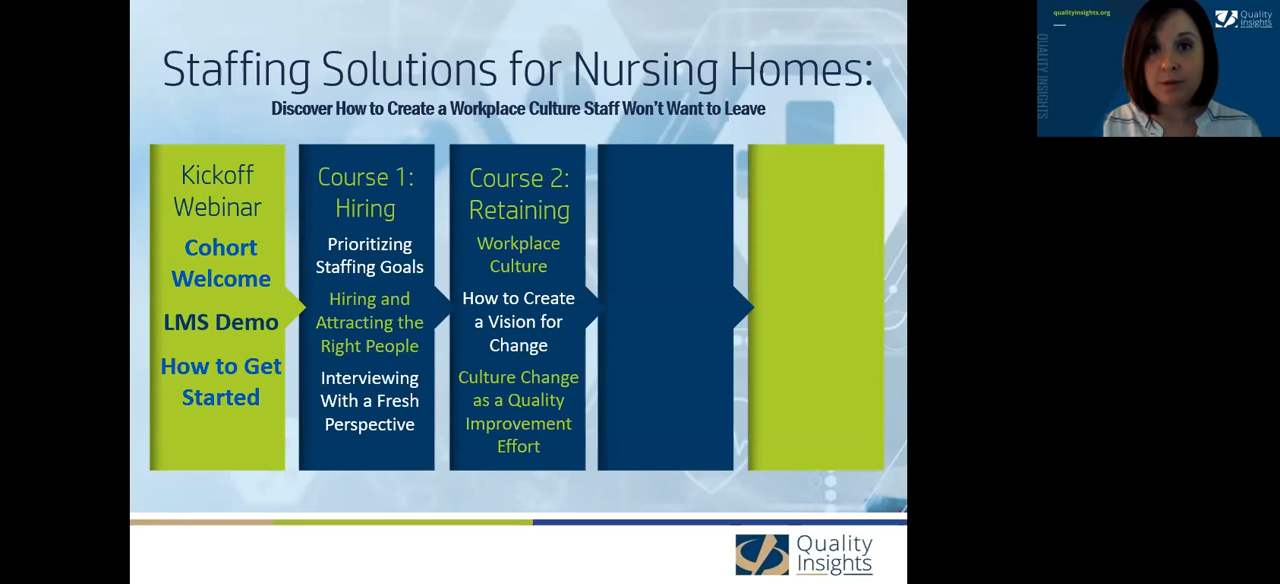 Staffing Solutions for Nursing Homes:
Discover How to Create a Workplace Culture Staff Won't Want to Leave
Kickoff
Webinar
Cohort
Welcome
LMS Demo
How to Get
Started
Course 1:
Hiring
Prioritizing
Staffing Goals
Hiring and
Attracting the
Right People
Interviewing
With a Fresh
Perspective
Course 2:
Retaining
Workplace
Culture
How to Create
a Vision for
Change
Culture Change
as a Quality
Improvement
Effort
Quality
Insights
qualityinsights.org
Quality
Insights
QUALITY INSIGHTS